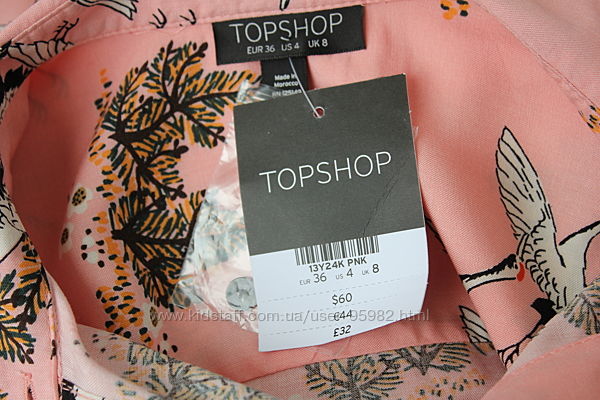 TOPSHOP
EUR 36 US 4 UK 8
Made in
Morocco
TOPSHOP
13Y24K PNK
EUR 36 US 4 UK 8
$60
€44
£32
www.kidstaff.com.ua/user-95982.html